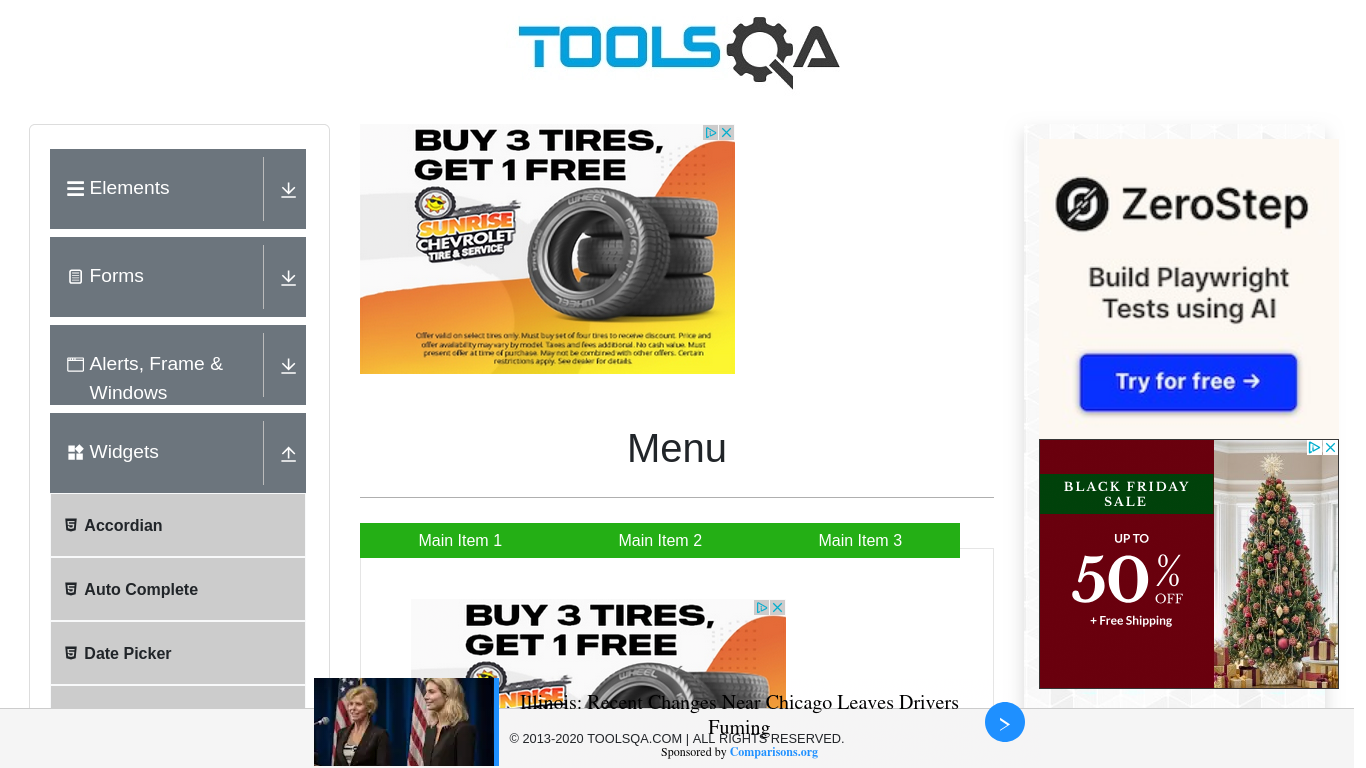 TOOLSQA
Elements
Forms
Alerts, Frame &
Windows
Widgets
Accordian
Auto Complete
Date Picker
BUY 3 TIRES,
GET 1 FREE
SUNRISE
CHEVROLET
TIRE & SERVICE
WHEEL
WHEEL
Offer valid on select tires only. Must buy set of four tires to receive discount. Price and
offer availability may vary by model. Taxes and fees additional. No cash value. Must
present offer at time of purchase. May not be combined with other offers. Certain
restrictions apply. See dealer for details.
Menu
Main Item 1
Main Item 2
Main Item 3
BUY 3 TIRES,
GET 1 FREE
WHEEL
ZeroStep
Build Playwright
Tests using AI
Try for free →
BLACK FRIDAY
SALE
UP TO
50%
OFF
+ Free Shipping
Illinois: Recent Changes Near Chicago Leaves Drivers
Fuming
© 2013-2020 TOOLSQA.COM | ALL RIGHTS RESERVED.
Sponsored by Comparisons.org